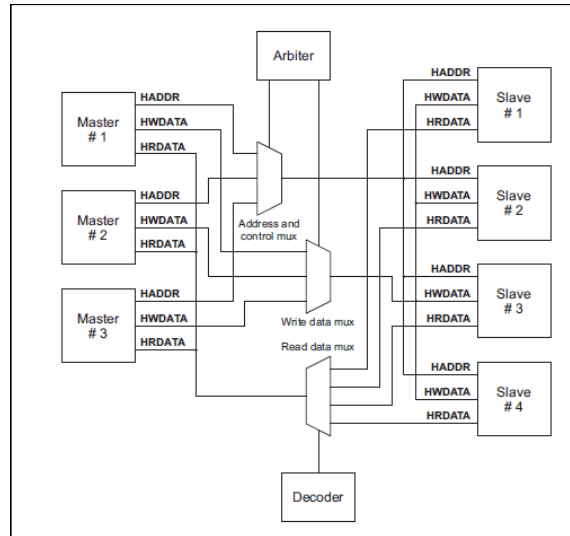 Arbiter
Master
# 1
HADDR
HWDATA
HRDATA
Master
# 2
HADDR
HWDATA
HRDATA
Master
# 3
HADDR
HWDATA
HRDATA
Address and
control mux
Write data mux
Read data mux
Decoder
HADDR
HWDATA
HRDATA
Slave
# 1
HADDR
HWDATA
HRDATA
Slave
# 2
HADDR
HWDATA
HRDATA
Slave
# 3
HADDR
HWDATA
HRDATA
Slave
# 4